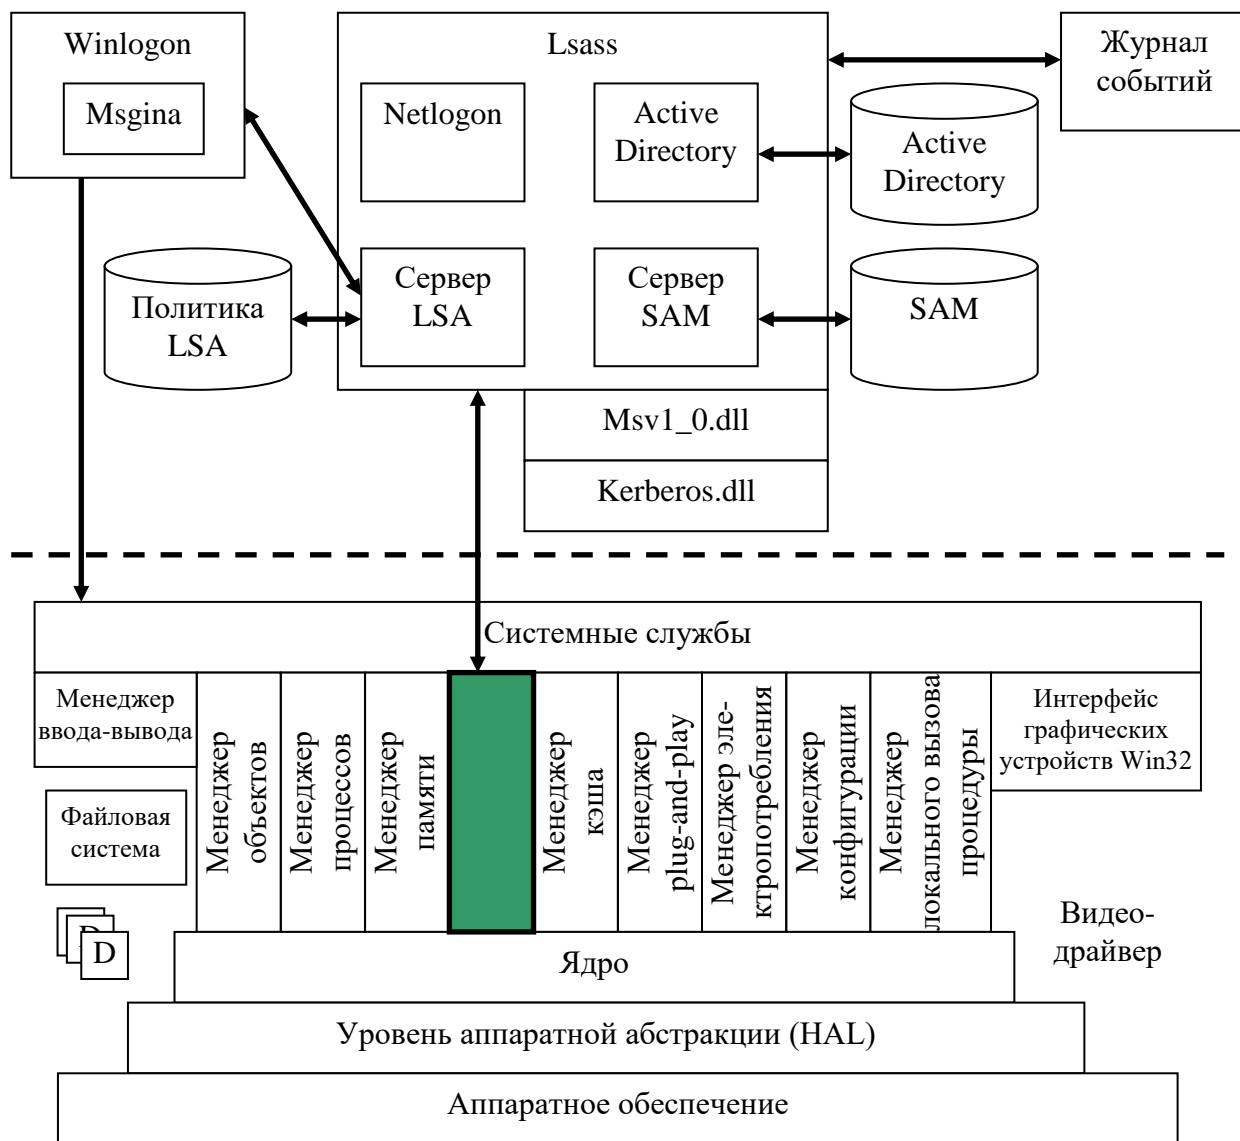 Winlogon
Msgina
Lsass
Netlogon
Active
Directory
Сервер
LSA
Сервер
SAM
Журнал
событий
Active
Directory
Политика
LSA
SAM
Msv1_0.dll
Kerberos.dll
Системные службы
Менеджер
ввода-вывода
Файловая
система
D
Менеджер
объектов
Менеджер
процессов
Менеджер
памяти
Менеджер
кэша
Менеджер
plug-and-play
Менеджер эле-
ктропотребления
Менеджер
конфигурации
Менеджер
локального вызова
процедуры
Интерфейс
графических
устройств Win32
Видео-
драйвер
Ядро
Уровень аппаратной абстракции (HAL)
Аппаратное обеспечение